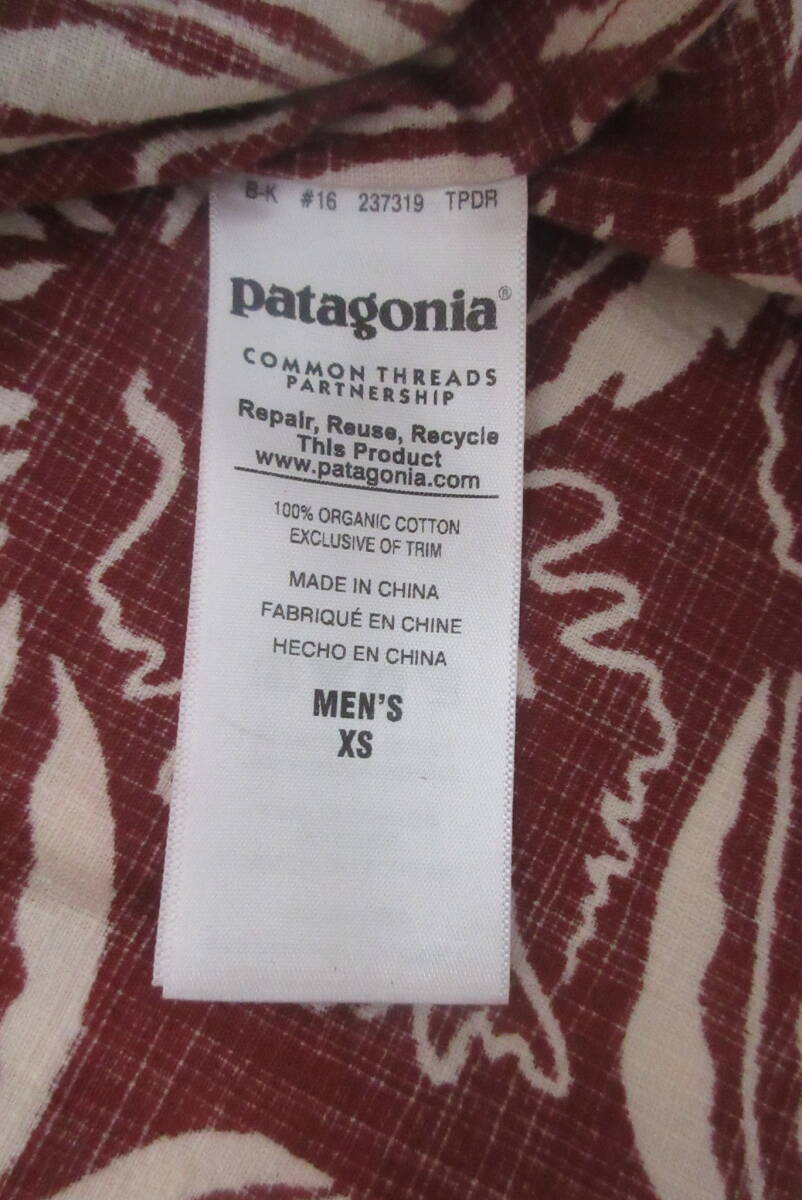 B-K #16 237319 TPDR
patagonia®
COMMON THREADS
PARTNERSHIP
Repair, Reuse, Recycle
This Product
www.patagonia.com
100% ORGANIC COTTON
EXCLUSIVE OF TRIM
MADE IN CHINA
FABRIQUÉ EN CHINE
HECHO EN CHINA
MEN'S
XS